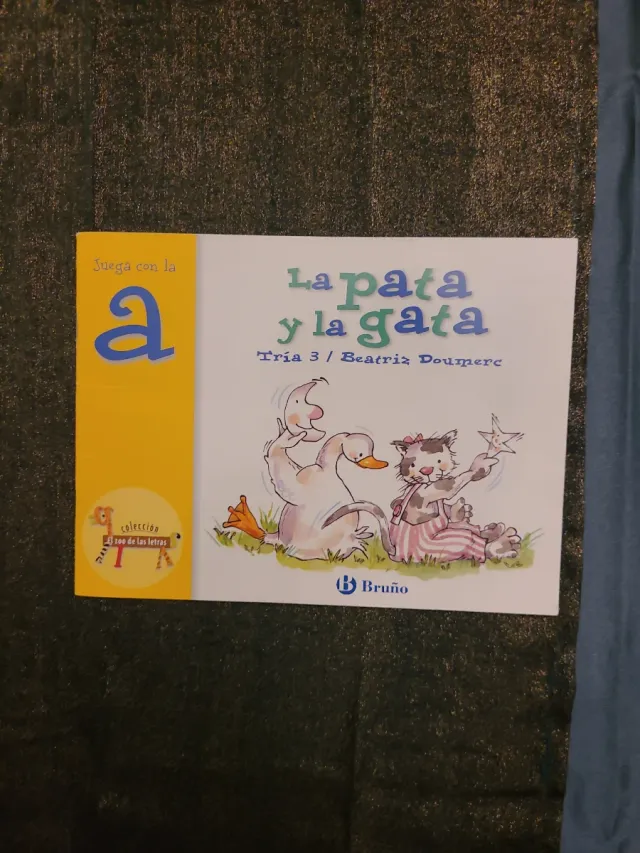 Juega con la
a
La pata
y la gata
Tría 3 / Beatriz Doumerc
colección
El zoo de las letras
B Bruño